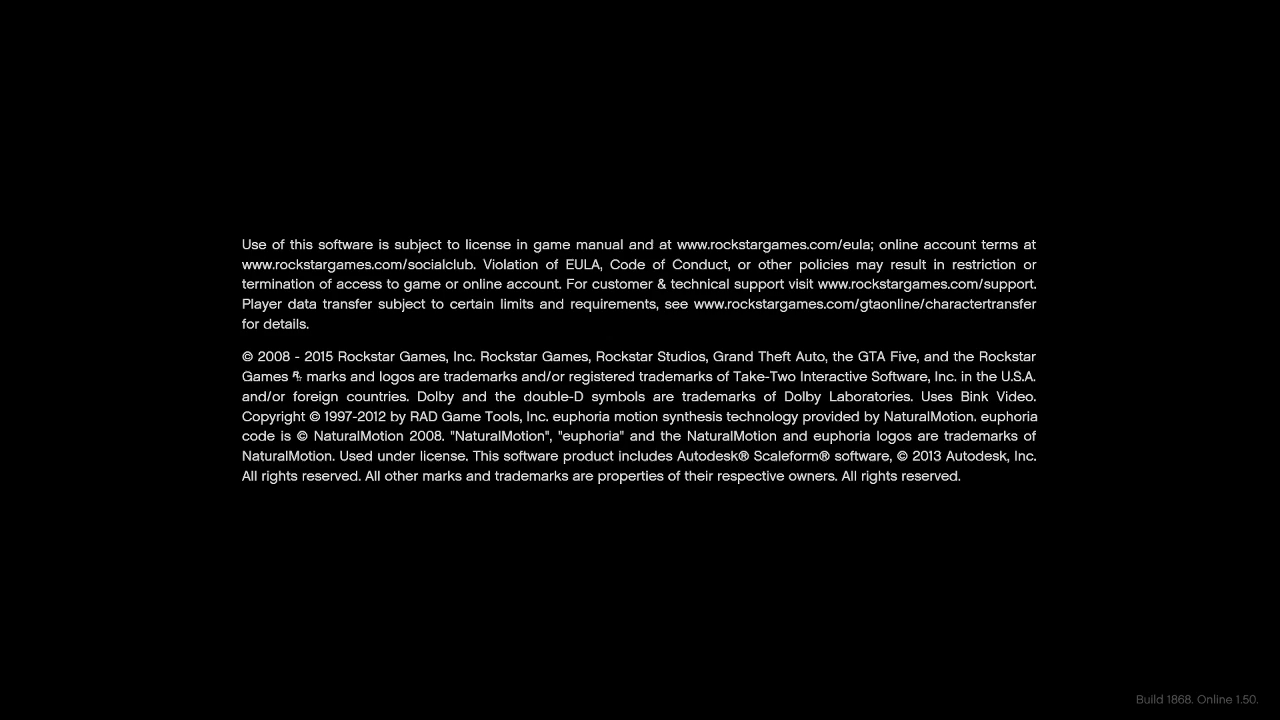 Use of this software is subject to license in game manual and at www.rockstargames.com/eula; online account terms at
www.rockstargames.com/socialclub. Violation of EULA, Code of Conduct, or other policies may result in restriction or
termination of access to game or online account. For customer & technical support visit www.rockstargames.com/support.
Player data transfer subject to certain limits and requirements, see www.rockstargames.com/gtaonline/charactertransfer
for details.
© 2008 - 2015 Rockstar Games, Inc. Rockstar Games, Rockstar Studios, Grand Theft Auto, the GTA Five, and the Rockstar
Games R* marks and logos are trademarks and/or registered trademarks of Take-Two Interactive Software, Inc. in the U.S.A.
and/or foreign countries. Dolby and the double-D symbols are trademarks of Dolby Laboratories. Uses Bink Video.
Copyright © 1997-2012 by RAD Game Tools, Inc. euphoria motion synthesis technology provided by NaturalMotion. euphoria
code is © NaturalMotion 2008. "NaturalMotion", "euphoria" and the NaturalMotion and euphoria logos are trademarks of
NaturalMotion. Used under license. This software product includes Autodesk® Scaleform® software, © 2013 Autodesk, Inc.
All rights reserved. All other marks and trademarks are properties of their respective owners. All rights reserved.
Build 1868. Online 1.50.